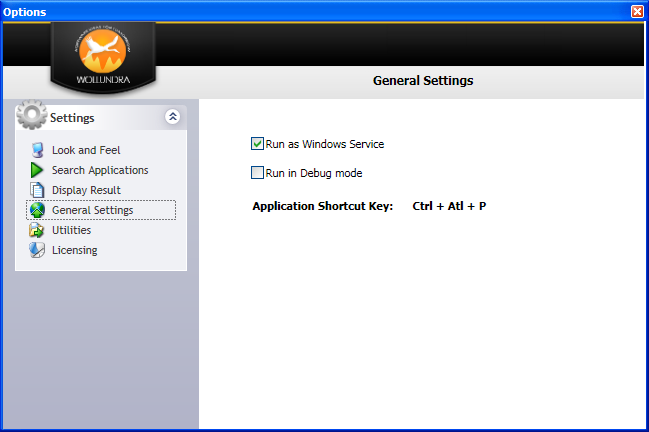 Options
WOLLUNDRA
General Settings
Settings
Look and Feel
Search Applications
Display Result
General Settings
Utilities
Licensing
Run as Windows Service
Run in Debug mode
Application Shortcut Key: Ctrl + Atl + P